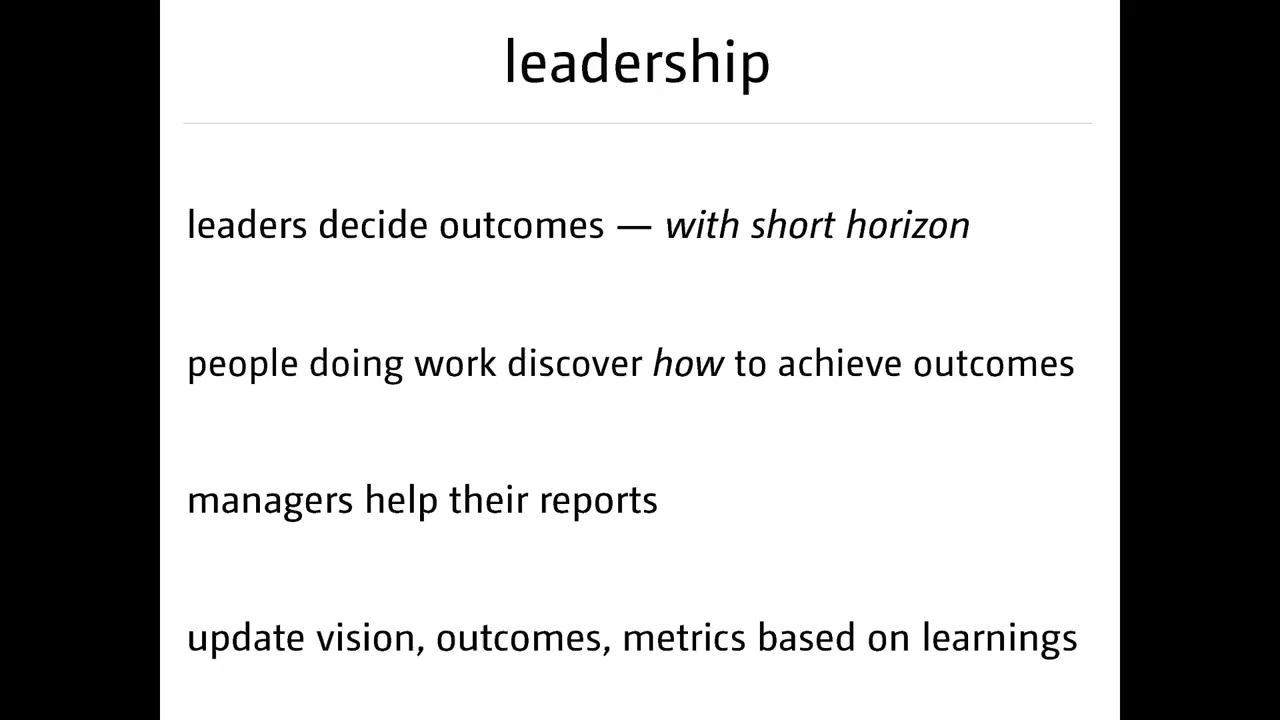 leadership
leaders decide outcomes — with short horizon
people doing work discover how to achieve outcomes
managers help their reports
update vision, outcomes, metrics based on learnings